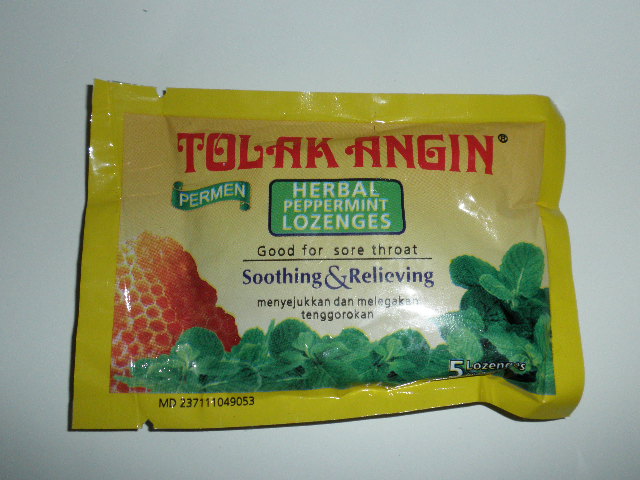 TOLAK ANGIN®
PERMEN
HERBAL
PEPPERMINT
LOZENGES
Good for sore throat
Soothing & Relieving
menyejukkan dan melegakan
tenggorokan
5 Lozenges
MD 237111049053